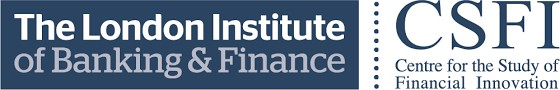 The London Institute
of Banking & Finance
CSFI
Centre for the Study of
Financial Innovation